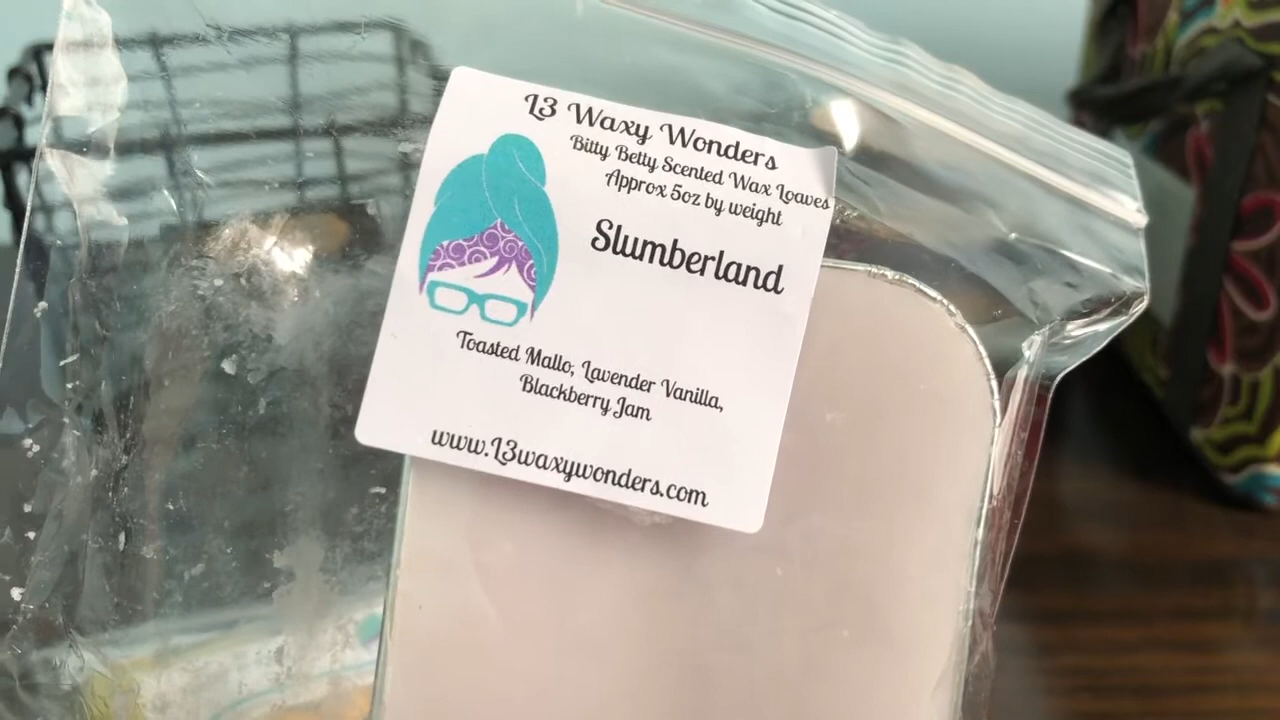 L3 Waxy Wonders
Bitty Betty Scented Wax Loaves
Approx 5oz by weight
Slumberland
Toasted Mallo, Lavender Vanilla,
Blackberry Jam
www.L3waxywonders.com